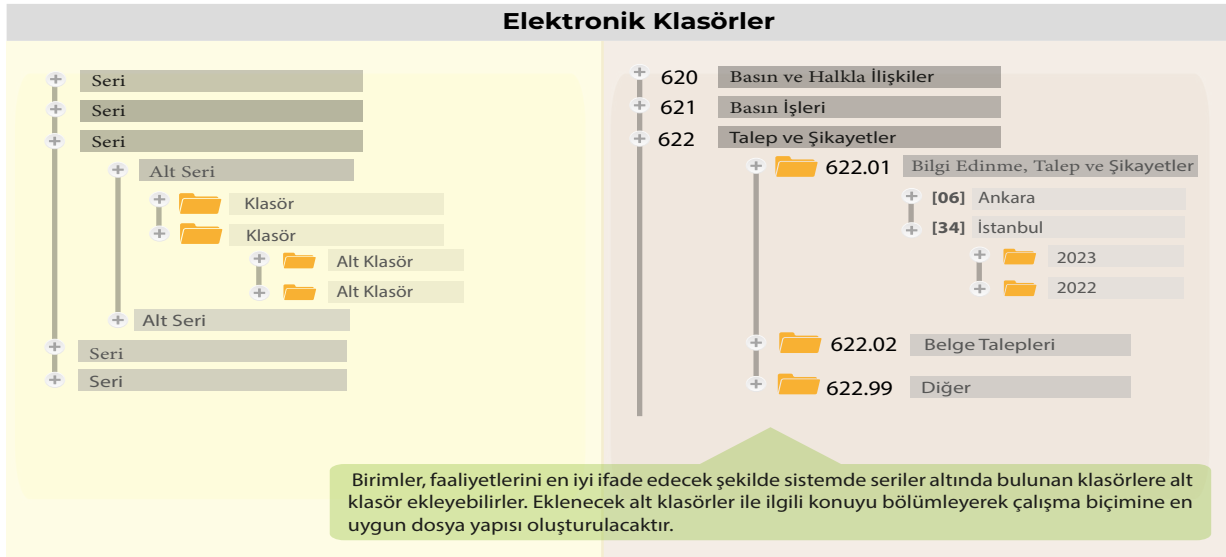 Elektronik Klasörler
Seri
Seri
Seri
Alt Seri
Klasör
Klasör
Alt Klasör
Alt Klasör
Alt Seri
Seri
Seri
620 Basın ve Halkla İlişkiler
621 Basın İşleri
622 Talep ve Şikayetler
622.01 Bilgi Edinme, Talep ve Şikayetler
[06] Ankara
[34] İstanbul
2023
2022
622.02 Belge Talepleri
622.99 Diğer
Birimler, faaliyetlerini en iyi ifade edecek şekilde sistemde seriler altında bulunan klasörlere alt
klasör ekleyebilirler. Eklenecek alt klasörler ile ilgili konuyu bölümleyerek çalışma biçimine en
uygun dosya yapısı oluşturulacaktır.